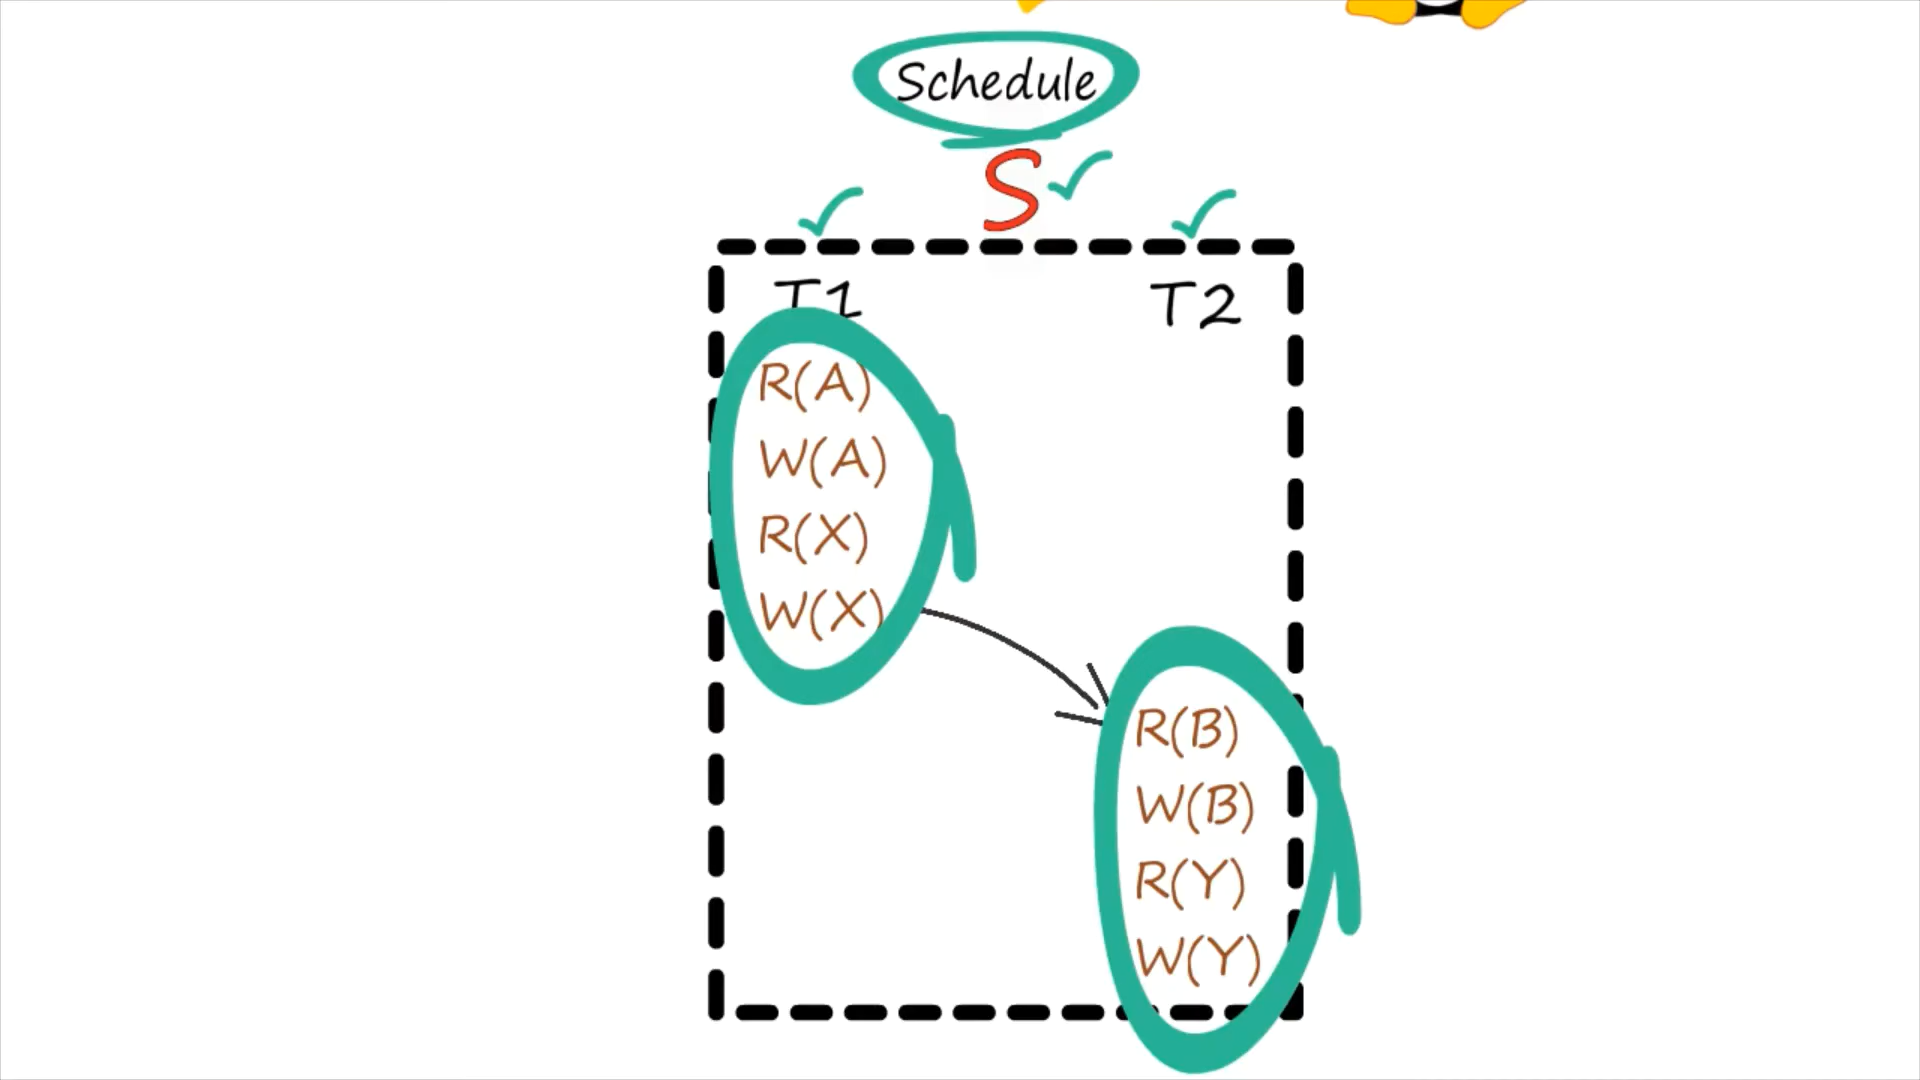 Schedule
S
T1 T2
R(A)
W(A)
R(X)
W(X)
R(B)
W(B)
R(Y)
W(Y)